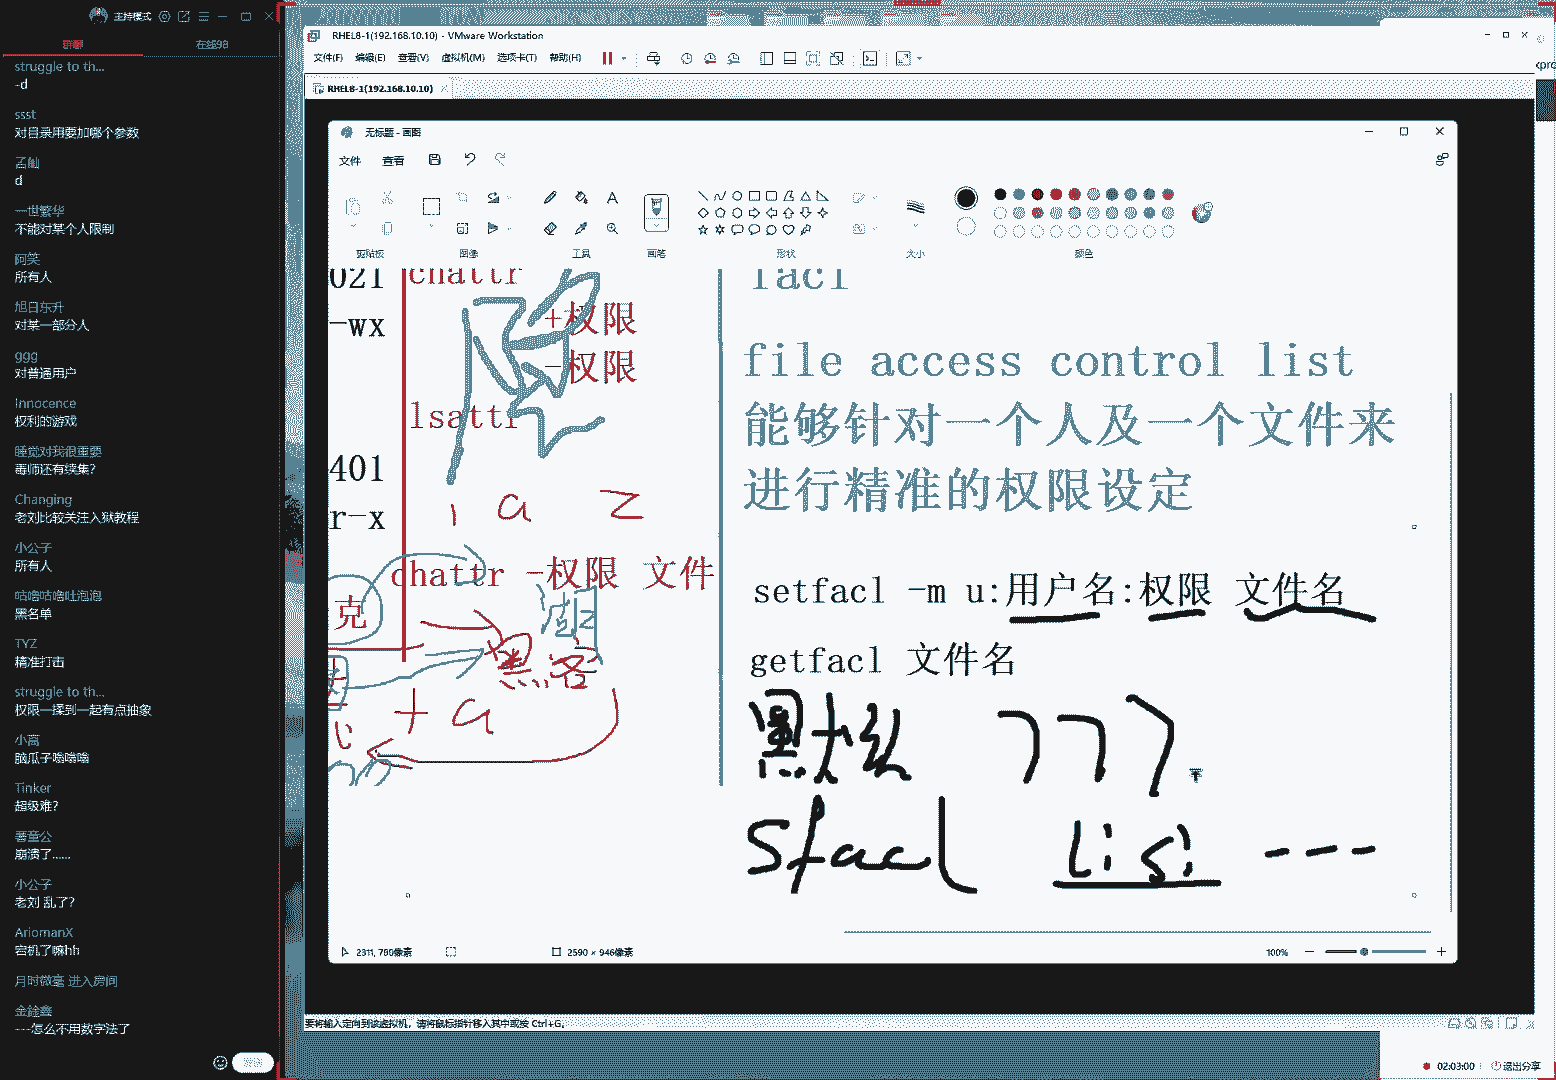 主持模式
群聊
在线98
struggle to th...
-d
ssst
对目录用要加哪个参数
孟仙
d
一世繁华
不能对某个人限制
阿笑
所有人
旭日东升
对某一部分人
ggg
对普通用户
Innocence
权利的游戏
睡觉对我很重要
毒师还有续集?
Changing
老刘比较关注入狱教程
小公子
所有人
咕噜咕噜吐泡泡
黑名单
TYZ
精准打击
struggle to th...
权限一揉到一起有点抽象
小离
脑瓜子嗡嗡嗡
Tinker
超级难?
崩溃了......
小公子
老刘 乱了?
AriomanX
宕机了嘛hh
月时微毫 进入房间
---怎么不用数字法了
RHEL8-1(192.168.10.10) - VMware Workstation
文件(F) 编辑(E) 查看(V) 虚拟机(M) 选项卡(T) 帮助(H)
RHEL8-1(192.168.10.10)
无标题 - 画图
文件 查看
剪贴板 图像 工具 画笔 形状 大小 颜色
021
-wx
401
r-x
克
chattr
+权限
-权限
lsattr
i a Z
chattr -权限 文件
黑客
+ a
facl
file access control list
能够针对一个人及一个文件来
进行精准的权限设定
setfacl -m u:用户名:权限 文件名
getfacl 文件名
默认 777
Sfacl lisi ---
2311, 780像素
2590 × 946像素
100%
要将输入定向到该虚拟机，请将鼠标指针移入其中或按 Ctrl+G。
02:03:00
退出分享